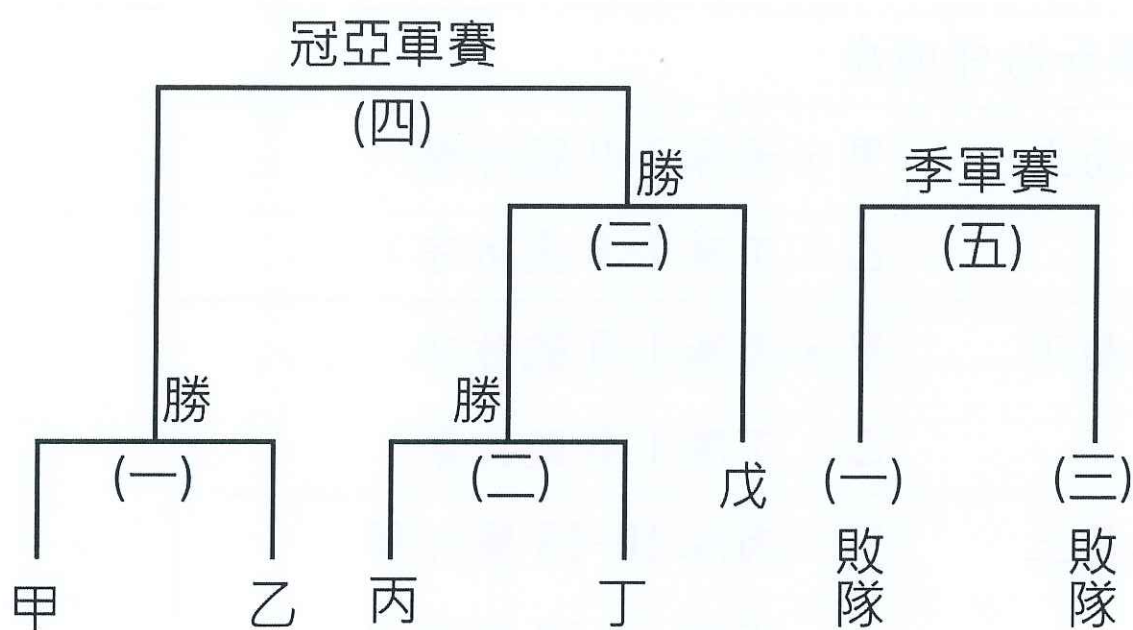 冠亞軍賽
(四)
勝
季軍賽
(三)
(五)
勝
勝
(一)
(二)
戊
(一)
敗隊
(三)
敗隊
甲
乙
丙
丁